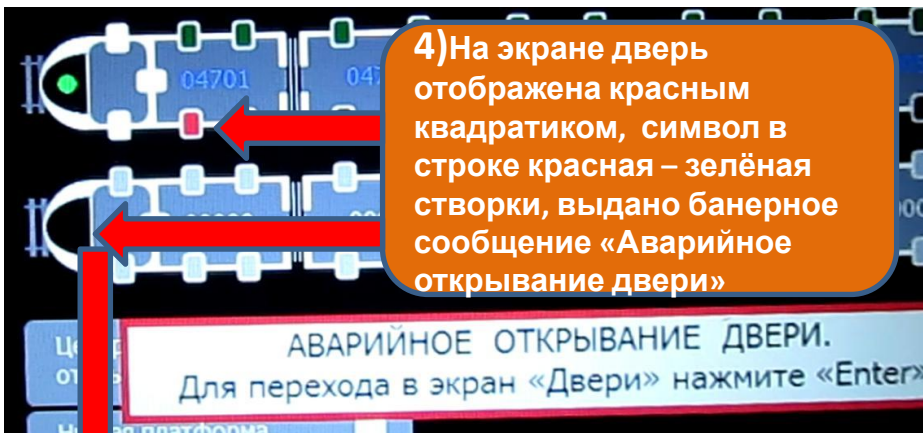 4)На экране дверь
отображена красным
квадратиком, символ в
строке красная – зелёная
створки, выдано банерное
сообщение «Аварийное
открывание двери»
04701
АВАРИЙНОЕ ОТКРЫВАНИЕ ДВЕРИ.
Для перехода в экран «Двери» нажмите «Enter»
платформа